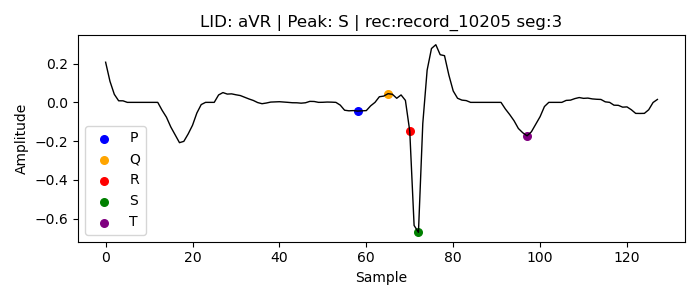 LID: aVR | Peak: S | rec:record_10205 seg:3
Amplitude
0.2
0.0
−0.2
−0.4
−0.6
P
Q
R
S
T
0 20 40 60 80 100 120
Sample